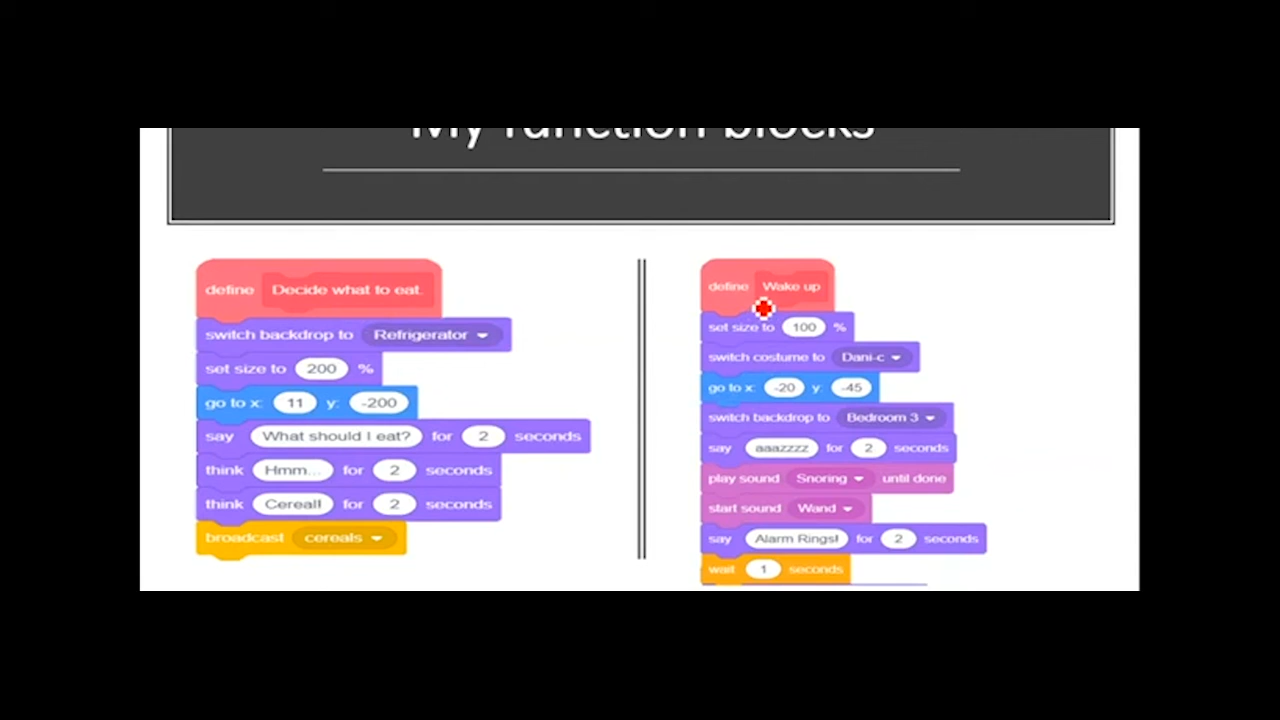 My function blocks
define Decide what to eat.
switch backdrop to Refrigerator
set size to 200 %
go to x: 11 y: -200
say What should I eat? for 2 seconds
think Hmm... for 2 seconds
think Cereal! for 2 seconds
broadcast cereals
define Wake up
set size to 100 %
switch costume to Dani-c
go to x: -20 y: -45
switch backdrop to Bedroom 3
say aaazzzz for 2 seconds
play sound Snoring until done
start sound Wand
say Alarm Rings! for 2 seconds
wait 1 seconds